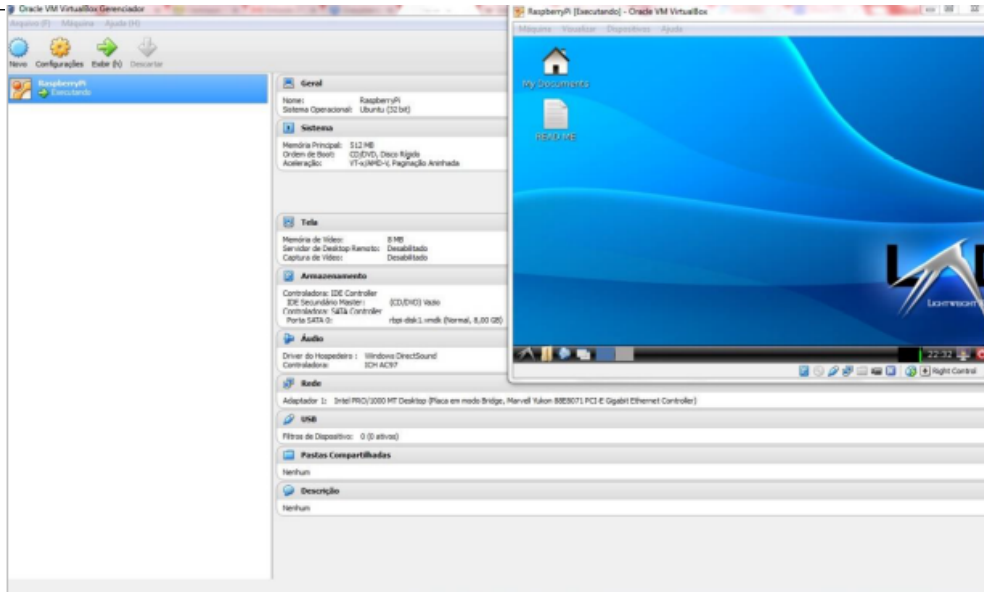 Oracle VM VirtualBox Gerenciador
Arquivo (F) Máquina Ajuda (H)
Novo Configurações Exibir (h) Descartar
RaspberryPi
Executando
Geral
Nome: RaspberryPi
Sistema Operacional: Ubuntu (32 bit)
Sistema
Memória Principal: 512 MB
Ordem de Boot: CD/DVD, Disco Rígido
Aceleração: VT-x/AMD-V, Paginação Aninhada
Tela
Memória de Vídeo: 8 MB
Servidor de Desktop Remoto: Desabilitado
Captura de Vídeo: Desabilitado
Armazenamento
Controladora: IDE Controller
IDE Secundário Master: (CD/DVD) Vazio
Controladora: SATA Controller
Porta SATA 0: rbpi-disk1.vmdk (Normal, 8,00 GB)
Áudio
Driver do Hospedeiro : Windows DirectSound
Controladora: ICH AC97
Rede
Adaptador 1: Intel PRO/1000 MT Desktop (Placa em modo Bridge, Marvell Yukon 88E8071 PCI-E Gigabit Ethernet Controller)
USB
Filtros de Dispositivo: 0 (0 ativos)
Pastas Compartilhadas
Nenhum
Descrição
Nenhum
RaspberryPi [Executando] - Oracle VM VirtualBox
Máquina Visualizar Dispositivos Ajuda
My Documents
READ ME
LIGHTWEIGHT
22:32
Right Control